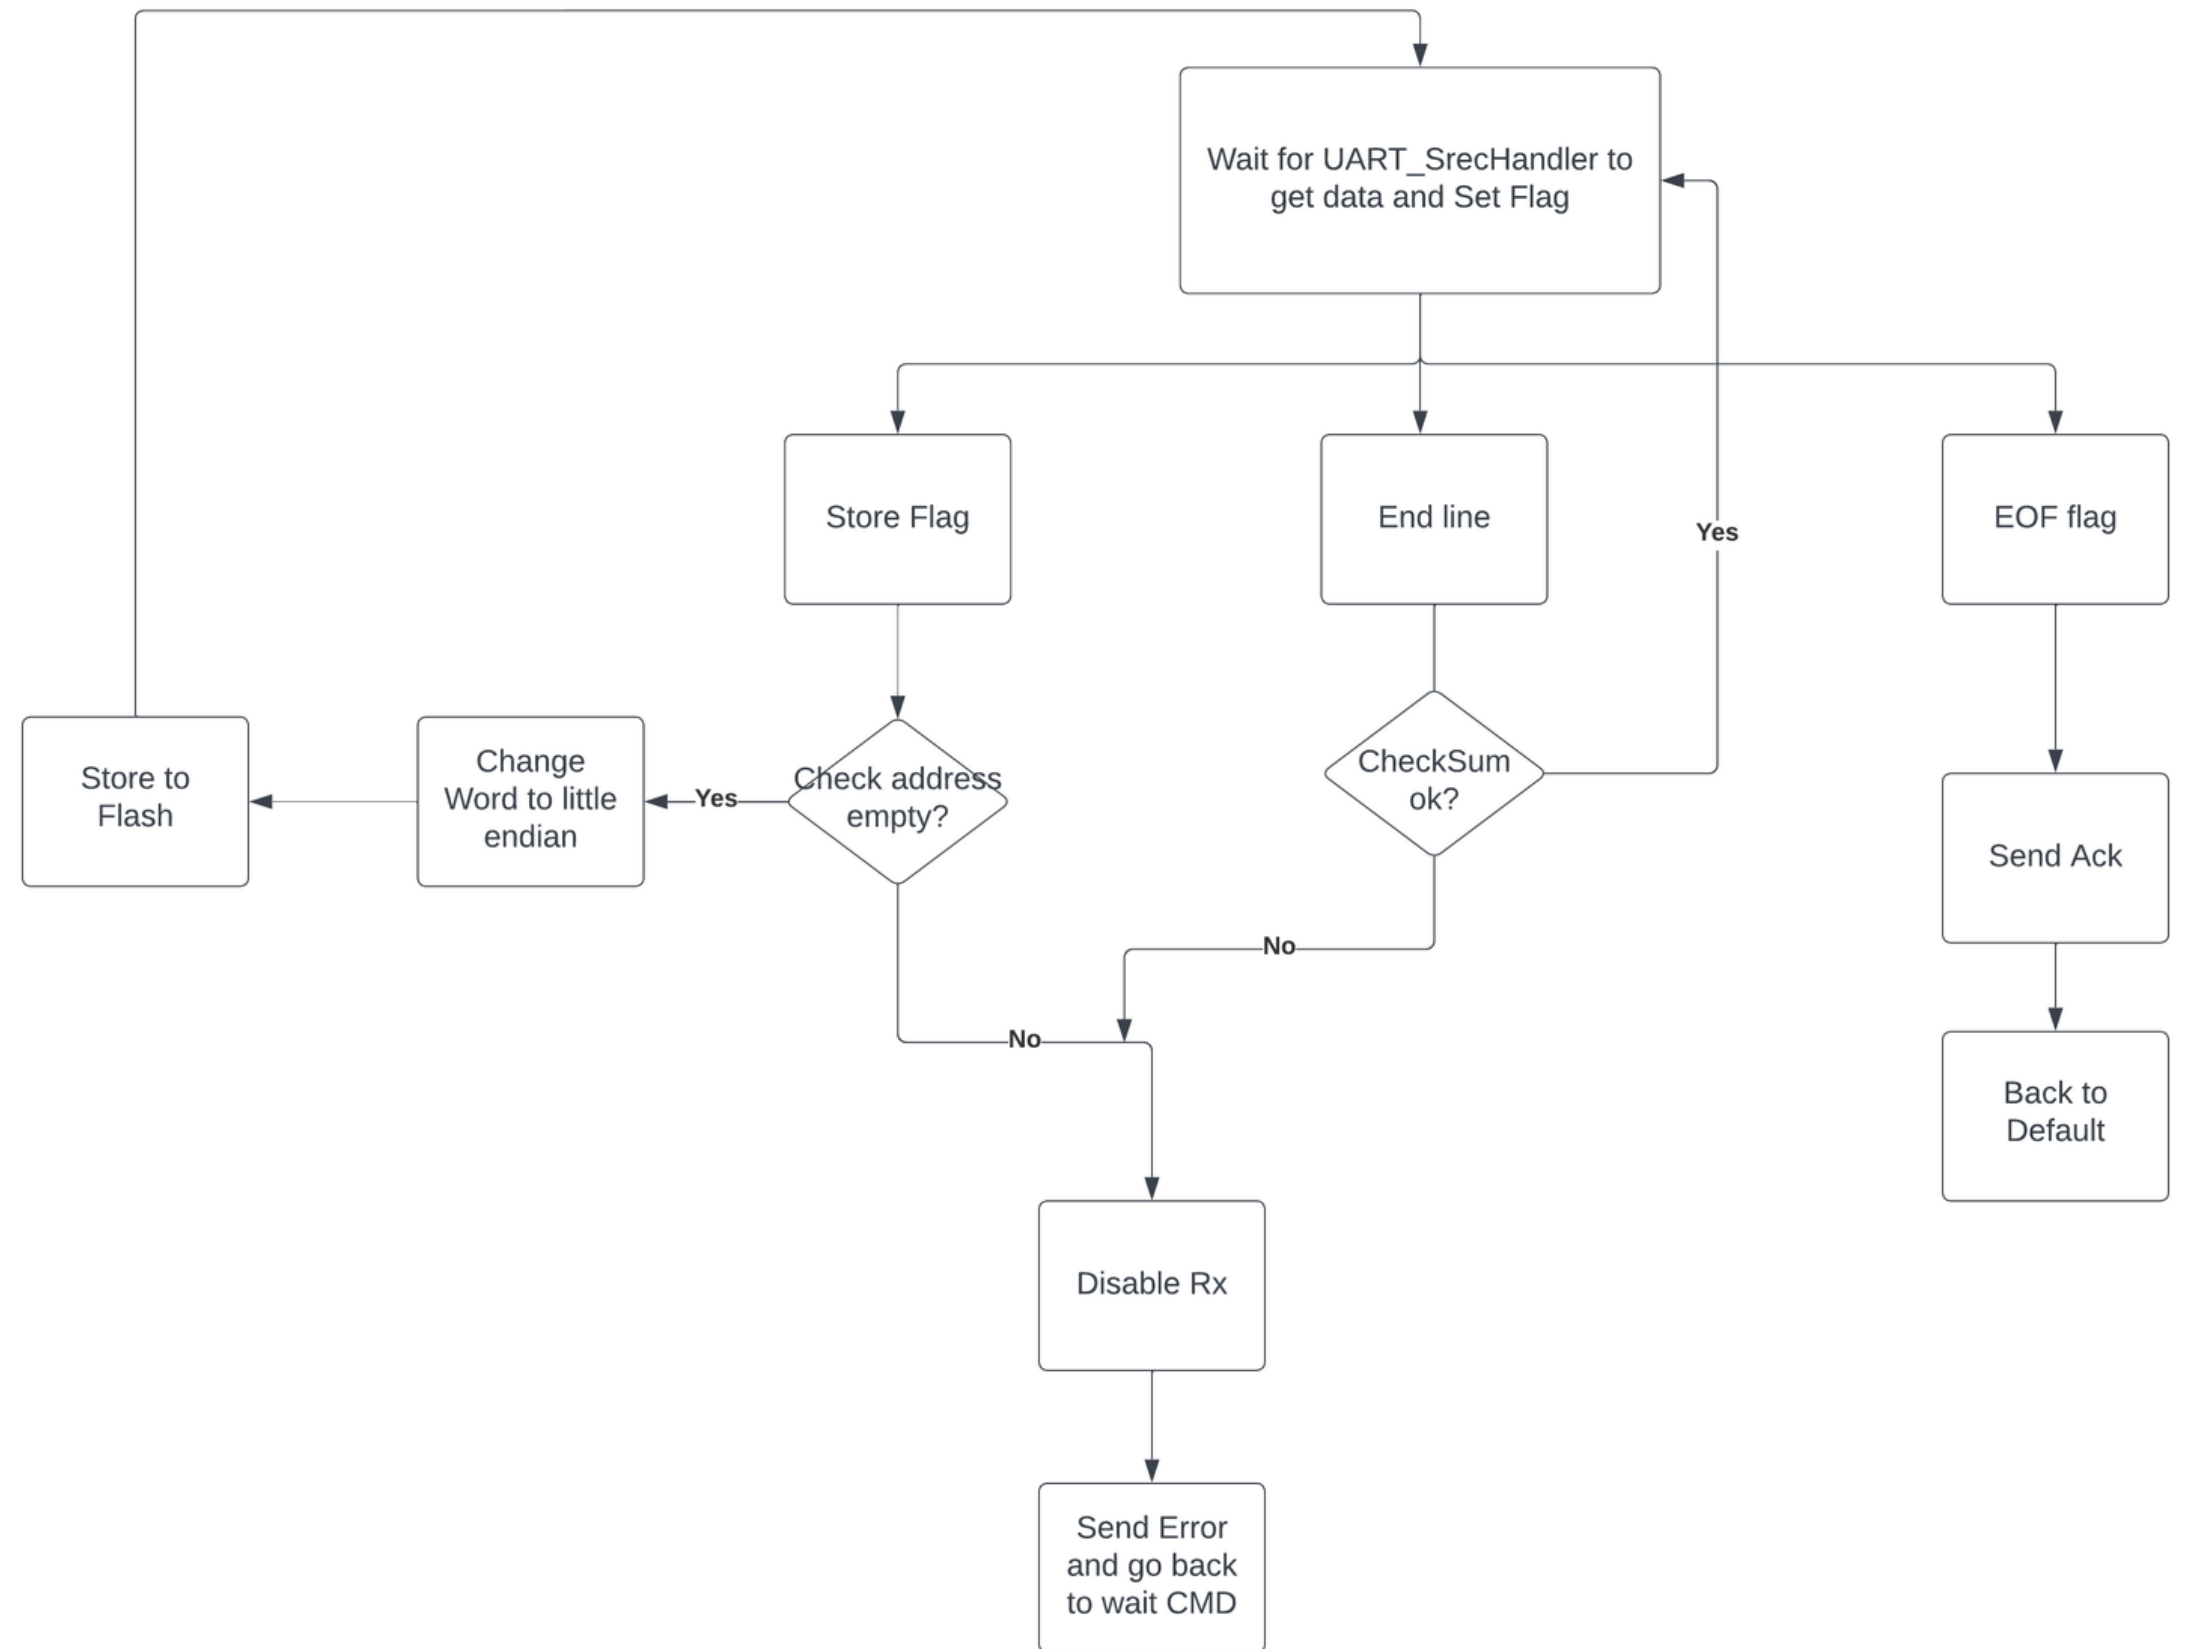 Wait for UART_SrecHandler to
get data and Set Flag
Store Flag
End line
EOF flag
Yes
Store to
Flash
Change
Word to little
endian
Yes
Check address
empty?
CheckSum
ok?
Send Ack
No
No
Back to
Default
Disable Rx
Send Error
and go back
to wait CMD